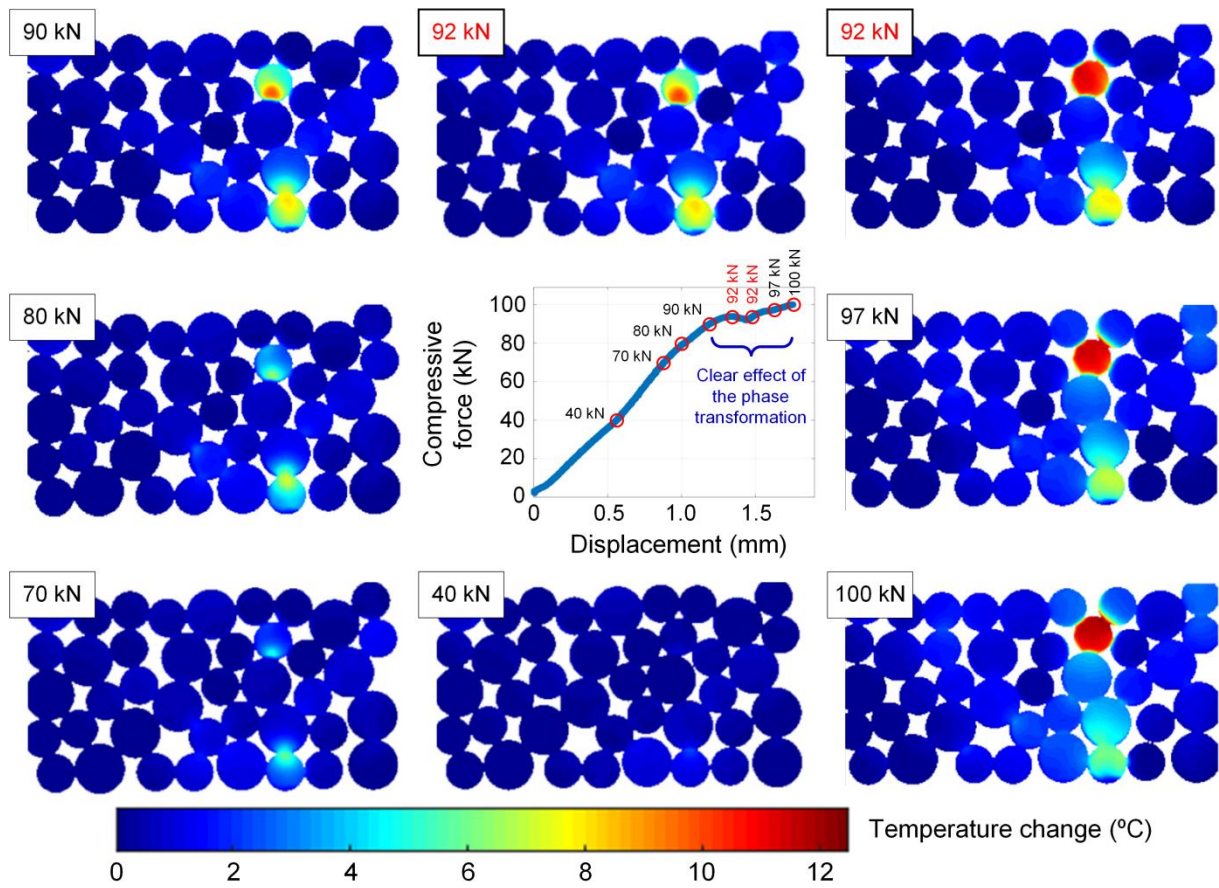 90 kN
92 kN
92 kN
80 kN
97 kN
70 kN
40 kN
100 kN
Compressive
force (kN)
100
80
60
40
20
0
0
0.5
1.0
1.5
Displacement (mm)
40 kN
70 kN
80 kN
90 kN
92 kN
92 kN
97 kN
100 kN
Clear effect of
the phase
transformation
0
2
4
6
8
10
12
Temperature change (ºC)